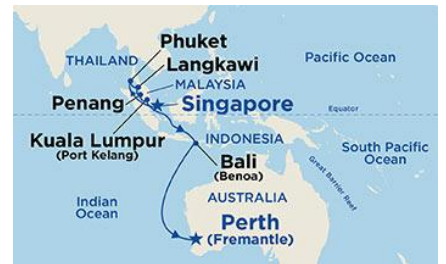 Phuket
THAILAND
Langkawi
Pacific Ocean
MALAYSIA
Penang
Singapore
Equator
Kuala Lumpur
(Port Kelang)
INDONESIA
South Pacific
Ocean
Bali
(Benoa)
Great Barrier Reef
Indian
Ocean
AUSTRALIA
Perth
(Fremantle)